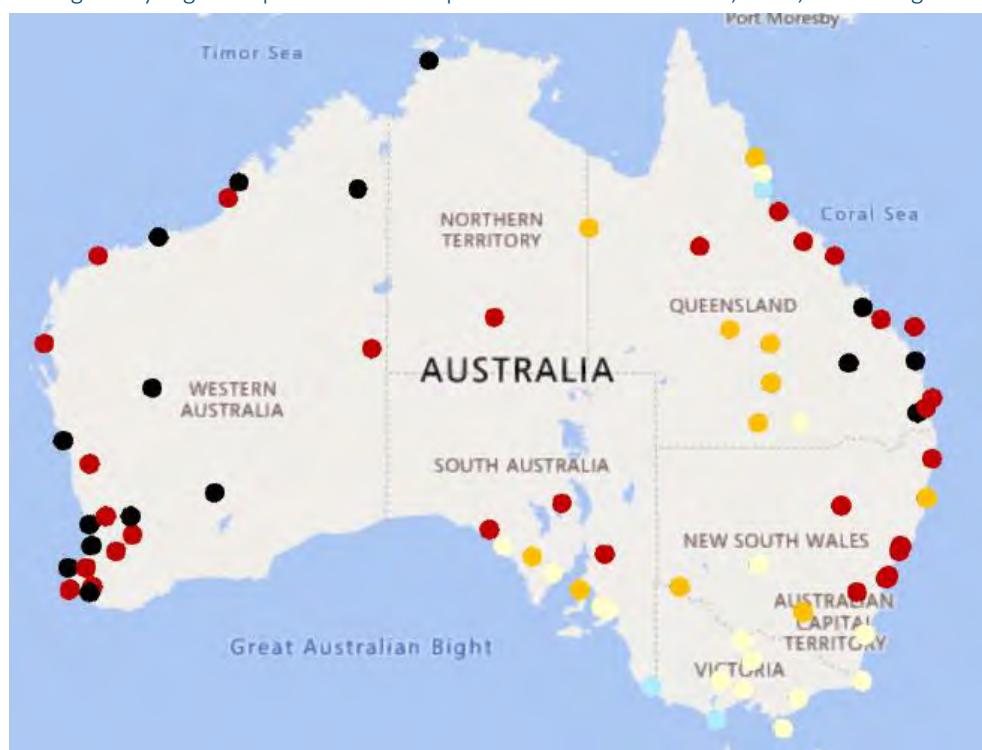 Port Moresby
Timor Sea
Coral Sea
NORTHERN
TERRITORY
QUEENSLAND
AUSTRALIA
WESTERN
AUSTRALIA
SOUTH AUSTRALIA
NEW SOUTH WALES
AUSTRALIAN
CAPITAL
TERRITORY
Great Australian Bight
VICTORIA